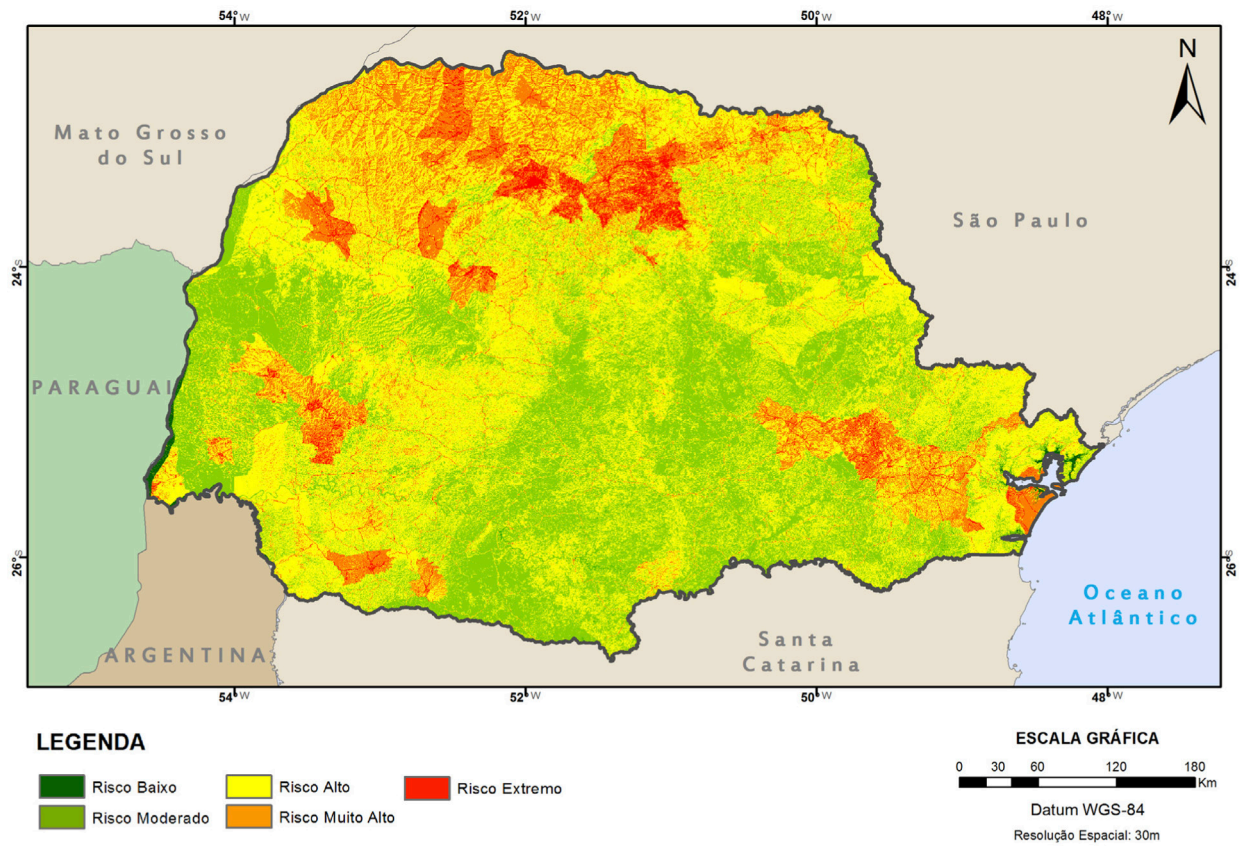 54°W 52°W 50°W 48°W
N
Mato Grosso
do Sul
São Paulo
24°S 24°S
PARAGUAI
26°S 26°S
Oceano
Atlântico
Santa
Catarina
ARGENTINA
54°W 52°W 50°W 48°W
LEGENDA
Risco Baixo Risco Alto Risco Extremo
Risco Moderado Risco Muito Alto
ESCALA GRÁFICA
0 30 60 120 180
Km
Datum WGS-84
Resolução Espacial: 30m